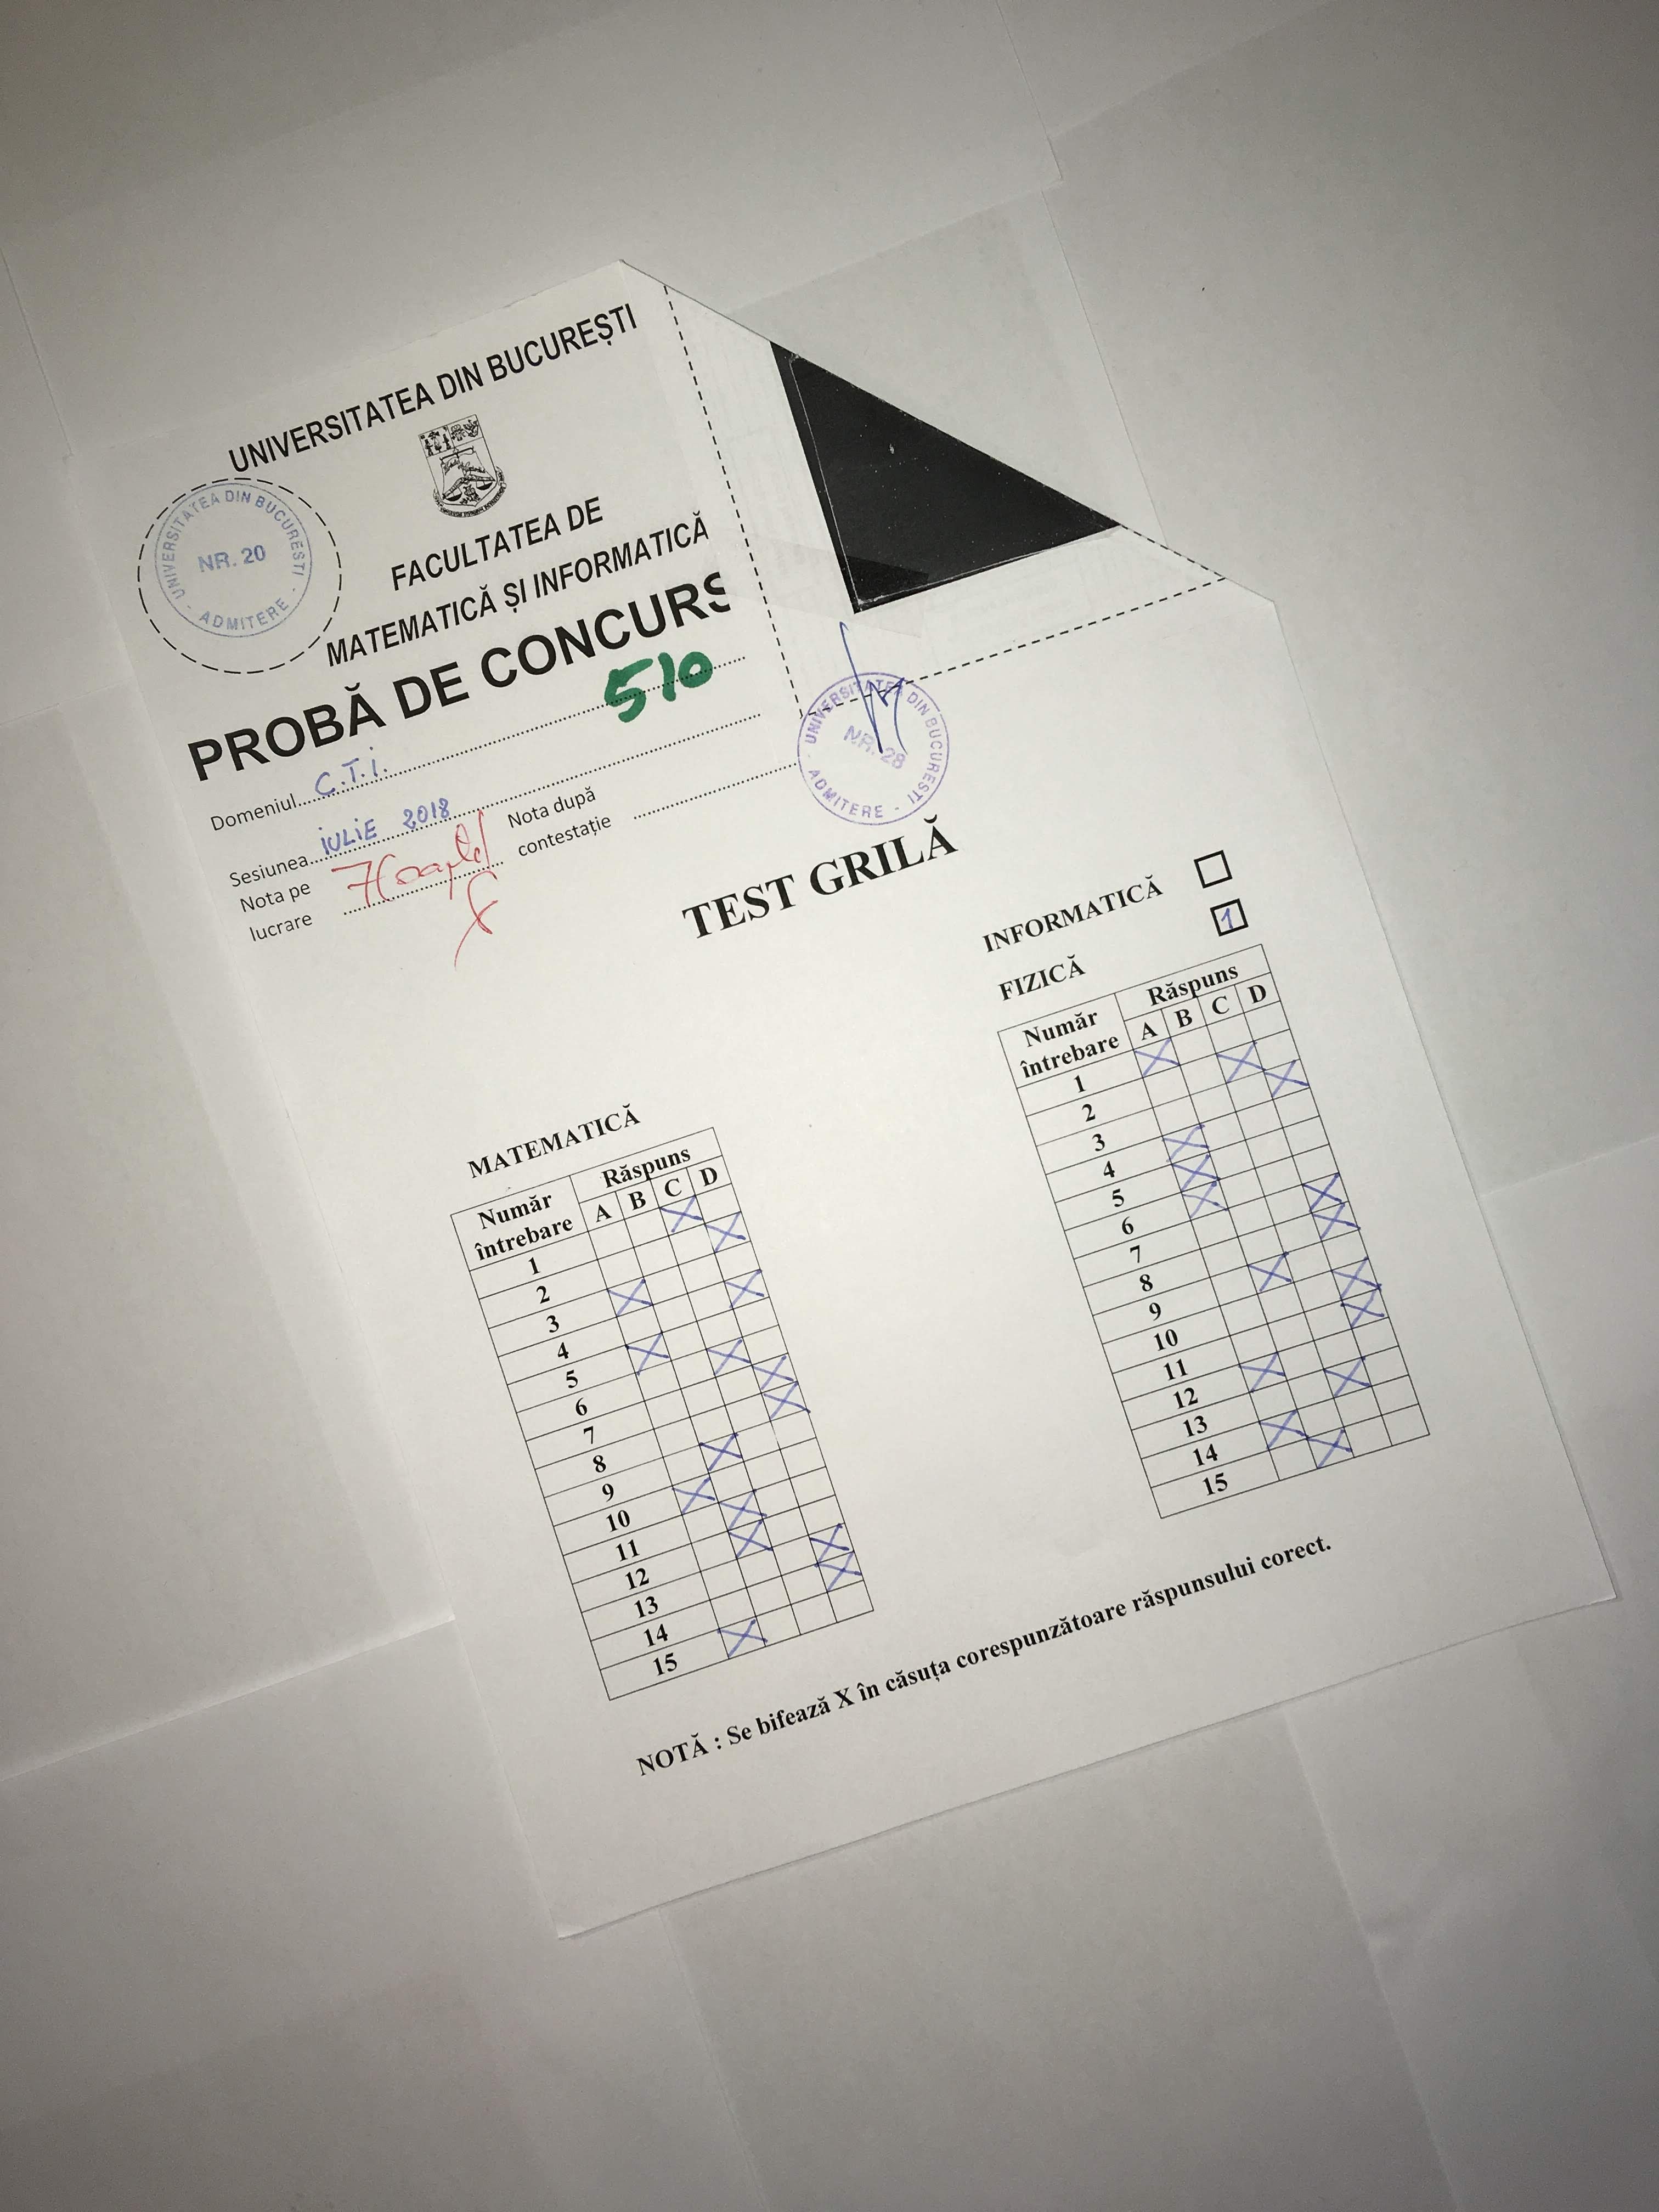 UNIVERSITATEA DIN BUCUREȘTI
UNIVERSITATEA DIN BUCURESTI - ADMITERE -
NR. 20
FACULTATEA DE
MATEMATICĂ ȘI INFORMATICĂ
PROBĂ DE CONCURS
510
Domeniul C.T.i.
Sesiunea iULiE 2018
Nota pe
lucrare
7(șapte)
Nota după
contestație
UNIVERSITATEA DIN BUCURESTI - ADMITERE -
NR. 28
TEST GRILĂ
INFORMATICĂ
FIZICĂ 1
Număr
întrebare
Răspuns
A B C D
1 X
2 X
3 X
4 X
5 X
6 X
7 X
8 X
9 X
10 X
11 X
12 X
13 X
14 X
15 X
MATEMATICĂ
Număr
întrebare
Răspuns
A B C D
1 X
2 X
3 X
4 X
5 X
6 X
7 X
8 X
9 X
10 X
11 X
12 X
13 X
14 X
15 X
NOTĂ : Se bifează X în căsuța corespunzătoare răspunsului corect.